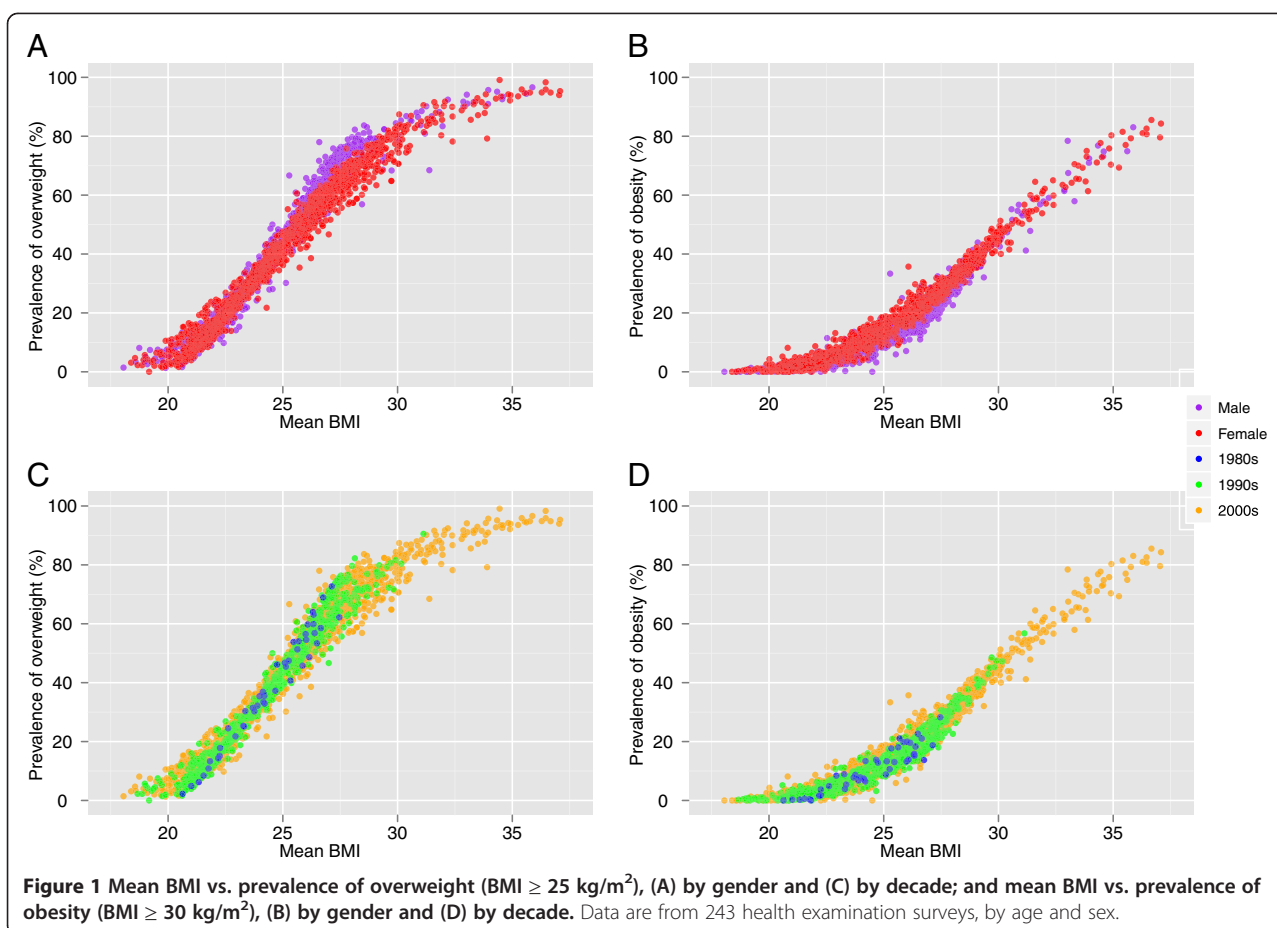 A
B
100
80
60
40
20
0
Prevalence of overweight (%)
20 25 30 35
Mean BMI
100
80
60
40
20
0
Prevalence of obesity (%)
20 25 30 35
Mean BMI
Male
Female
1980s
1990s
2000s
C
D
100
80
60
40
20
0
Prevalence of overweight (%)
20 25 30 35
Mean BMI
100
80
60
40
20
0
Prevalence of obesity (%)
20 25 30 35
Mean BMI
Figure 1 Mean BMI vs. prevalence of overweight (BMI ≥ 25 kg/m²), (A) by gender and (C) by decade; and mean BMI vs. prevalence of
obesity (BMI ≥ 30 kg/m²), (B) by gender and (D) by decade. Data are from 243 health examination surveys, by age and sex.